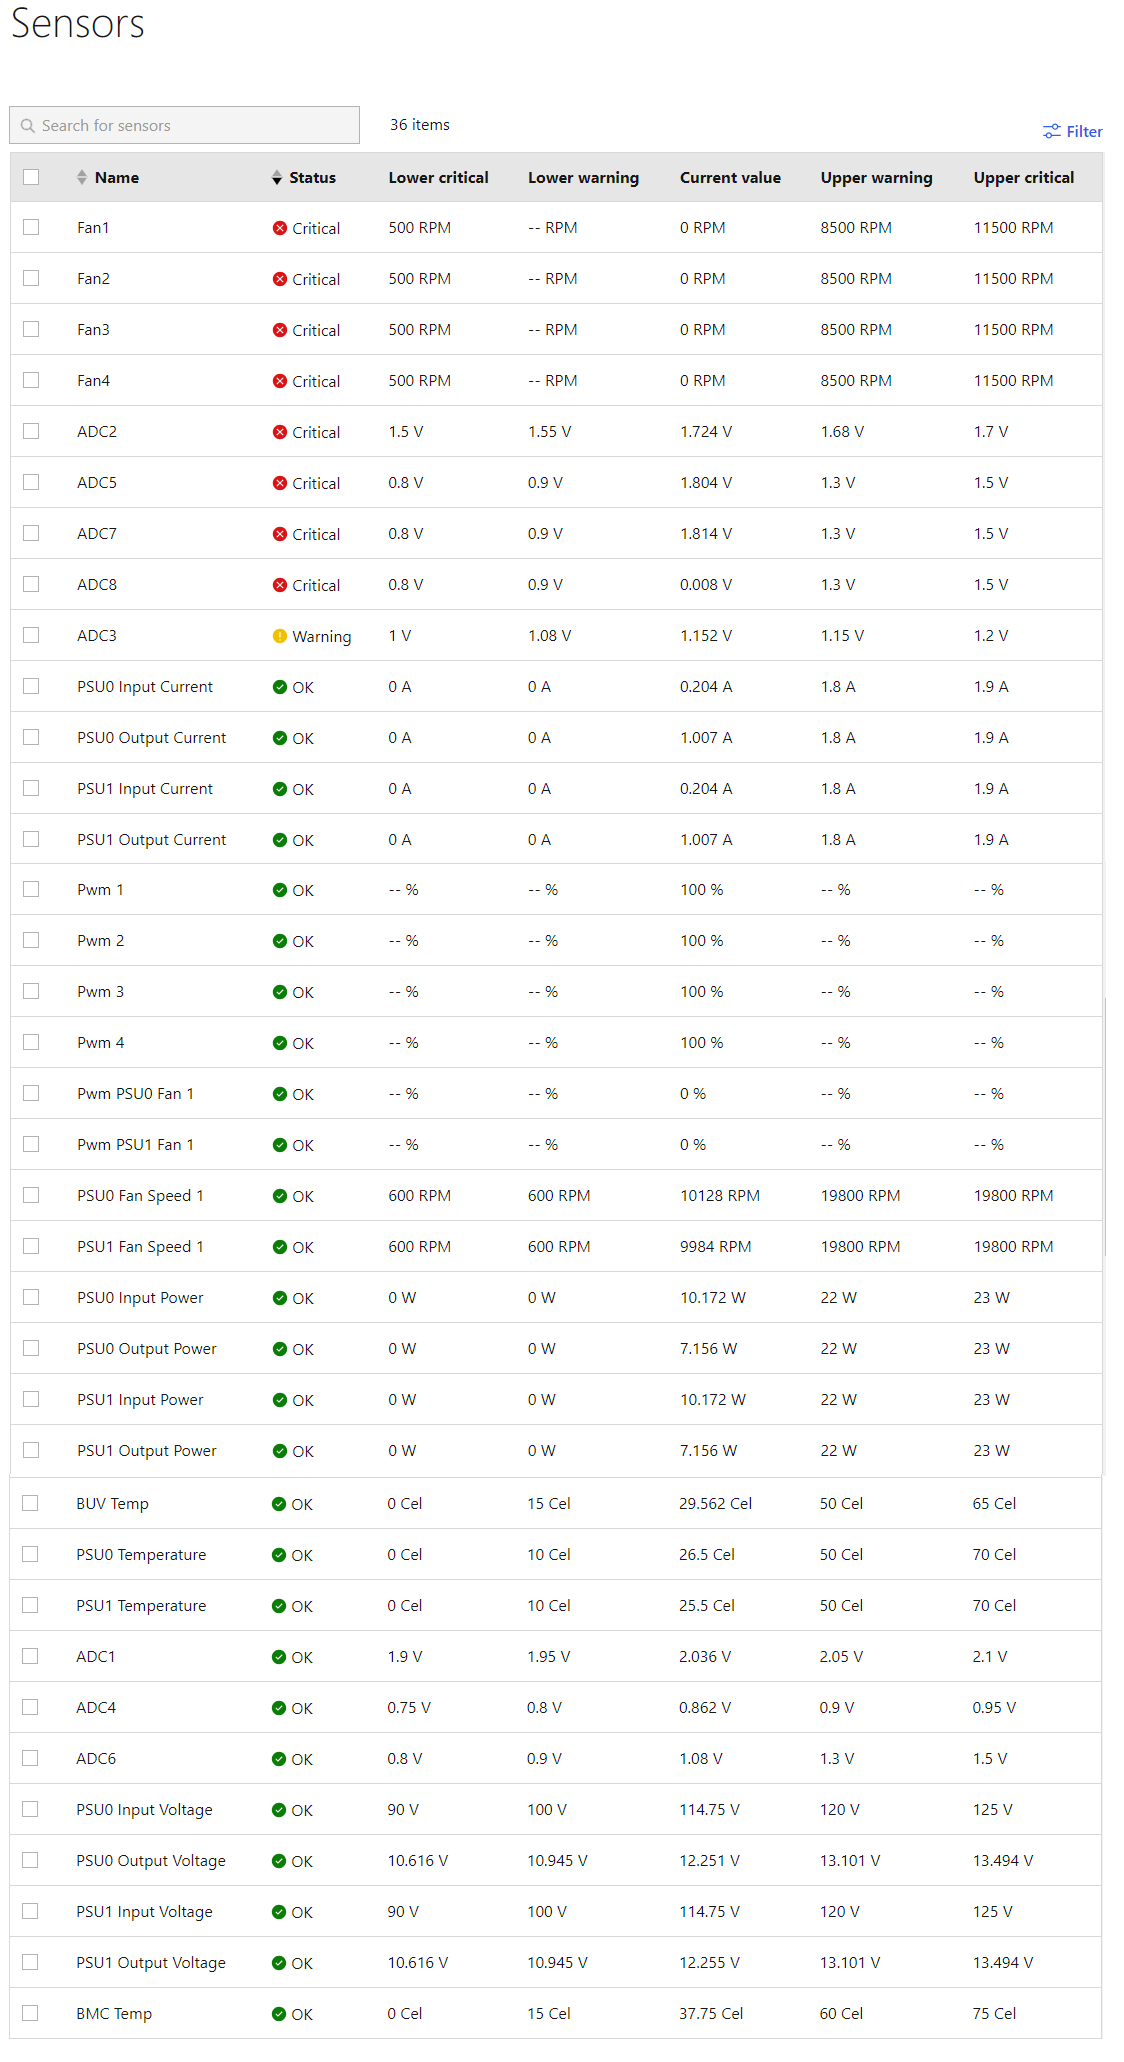 Sensors
Search for sensors 36 items Filter
Name Status Lower critical Lower warning Current value Upper warning Upper critical
Fan1 Critical 500 RPM -- RPM 0 RPM 8500 RPM 11500 RPM
Fan2 Critical 500 RPM -- RPM 0 RPM 8500 RPM 11500 RPM
Fan3 Critical 500 RPM -- RPM 0 RPM 8500 RPM 11500 RPM
Fan4 Critical 500 RPM -- RPM 0 RPM 8500 RPM 11500 RPM
ADC2 Critical 1.5 V 1.55 V 1.724 V 1.68 V 1.7 V
ADC5 Critical 0.8 V 0.9 V 1.804 V 1.3 V 1.5 V
ADC7 Critical 0.8 V 0.9 V 1.814 V 1.3 V 1.5 V
ADC8 Critical 0.8 V 0.9 V 0.008 V 1.3 V 1.5 V
ADC3 Warning 1 V 1.08 V 1.152 V 1.15 V 1.2 V
PSU0 Input Current OK 0 A 0 A 0.204 A 1.8 A 1.9 A
PSU0 Output Current OK 0 A 0 A 1.007 A 1.8 A 1.9 A
PSU1 Input Current OK 0 A 0 A 0.204 A 1.8 A 1.9 A
PSU1 Output Current OK 0 A 0 A 1.007 A 1.8 A 1.9 A
Pwm 1 OK -- % -- % 100 % -- % -- %
Pwm 2 OK -- % -- % 100 % -- % -- %
Pwm 3 OK -- % -- % 100 % -- % -- %
Pwm 4 OK -- % -- % 100 % -- % -- %
Pwm PSU0 Fan 1 OK -- % -- % 0 % -- % -- %
Pwm PSU1 Fan 1 OK -- % -- % 0 % -- % -- %
PSU0 Fan Speed 1 OK 600 RPM 600 RPM 10128 RPM 19800 RPM 19800 RPM
PSU1 Fan Speed 1 OK 600 RPM 600 RPM 9984 RPM 19800 RPM 19800 RPM
PSU0 Input Power OK 0 W 0 W 10.172 W 22 W 23 W
PSU0 Output Power OK 0 W 0 W 7.156 W 22 W 23 W
PSU1 Input Power OK 0 W 0 W 10.172 W 22 W 23 W
PSU1 Output Power OK 0 W 0 W 7.156 W 22 W 23 W
BUV Temp OK 0 Cel 15 Cel 29.562 Cel 50 Cel 65 Cel
PSU0 Temperature OK 0 Cel 10 Cel 26.5 Cel 50 Cel 70 Cel
PSU1 Temperature OK 0 Cel 10 Cel 25.5 Cel 50 Cel 70 Cel
ADC1 OK 1.9 V 1.95 V 2.036 V 2.05 V 2.1 V
ADC4 OK 0.75 V 0.8 V 0.862 V 0.9 V 0.95 V
ADC6 OK 0.8 V 0.9 V 1.08 V 1.3 V 1.5 V
PSU0 Input Voltage OK 90 V 100 V 114.75 V 120 V 125 V
PSU0 Output Voltage OK 10.616 V 10.945 V 12.251 V 13.101 V 13.494 V
PSU1 Input Voltage OK 90 V 100 V 114.75 V 120 V 125 V
PSU1 Output Voltage OK 10.616 V 10.945 V 12.255 V 13.101 V 13.494 V
BMC Temp OK 0 Cel 15 Cel 37.75 Cel 60 Cel 75 Cel